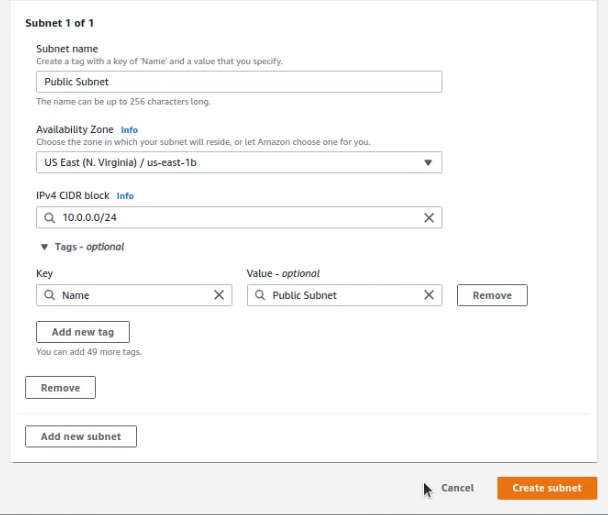 Subnet 1 of 1
Subnet name
Create a tag with a key of 'Name' and a value that you specify.
Public Subnet
The name can be up to 256 characters long.
Availability Zone Info
Choose the zone in which your subnet will reside, or let Amazon choose one for you.
US East (N. Virginia) / us-east-1b
IPv4 CIDR block Info
10.0.0.0/24
Tags - optional
Key Value - optional
Name Public Subnet Remove
Add new tag
You can add 49 more tags.
Remove
Add new subnet
Cancel Create subnet